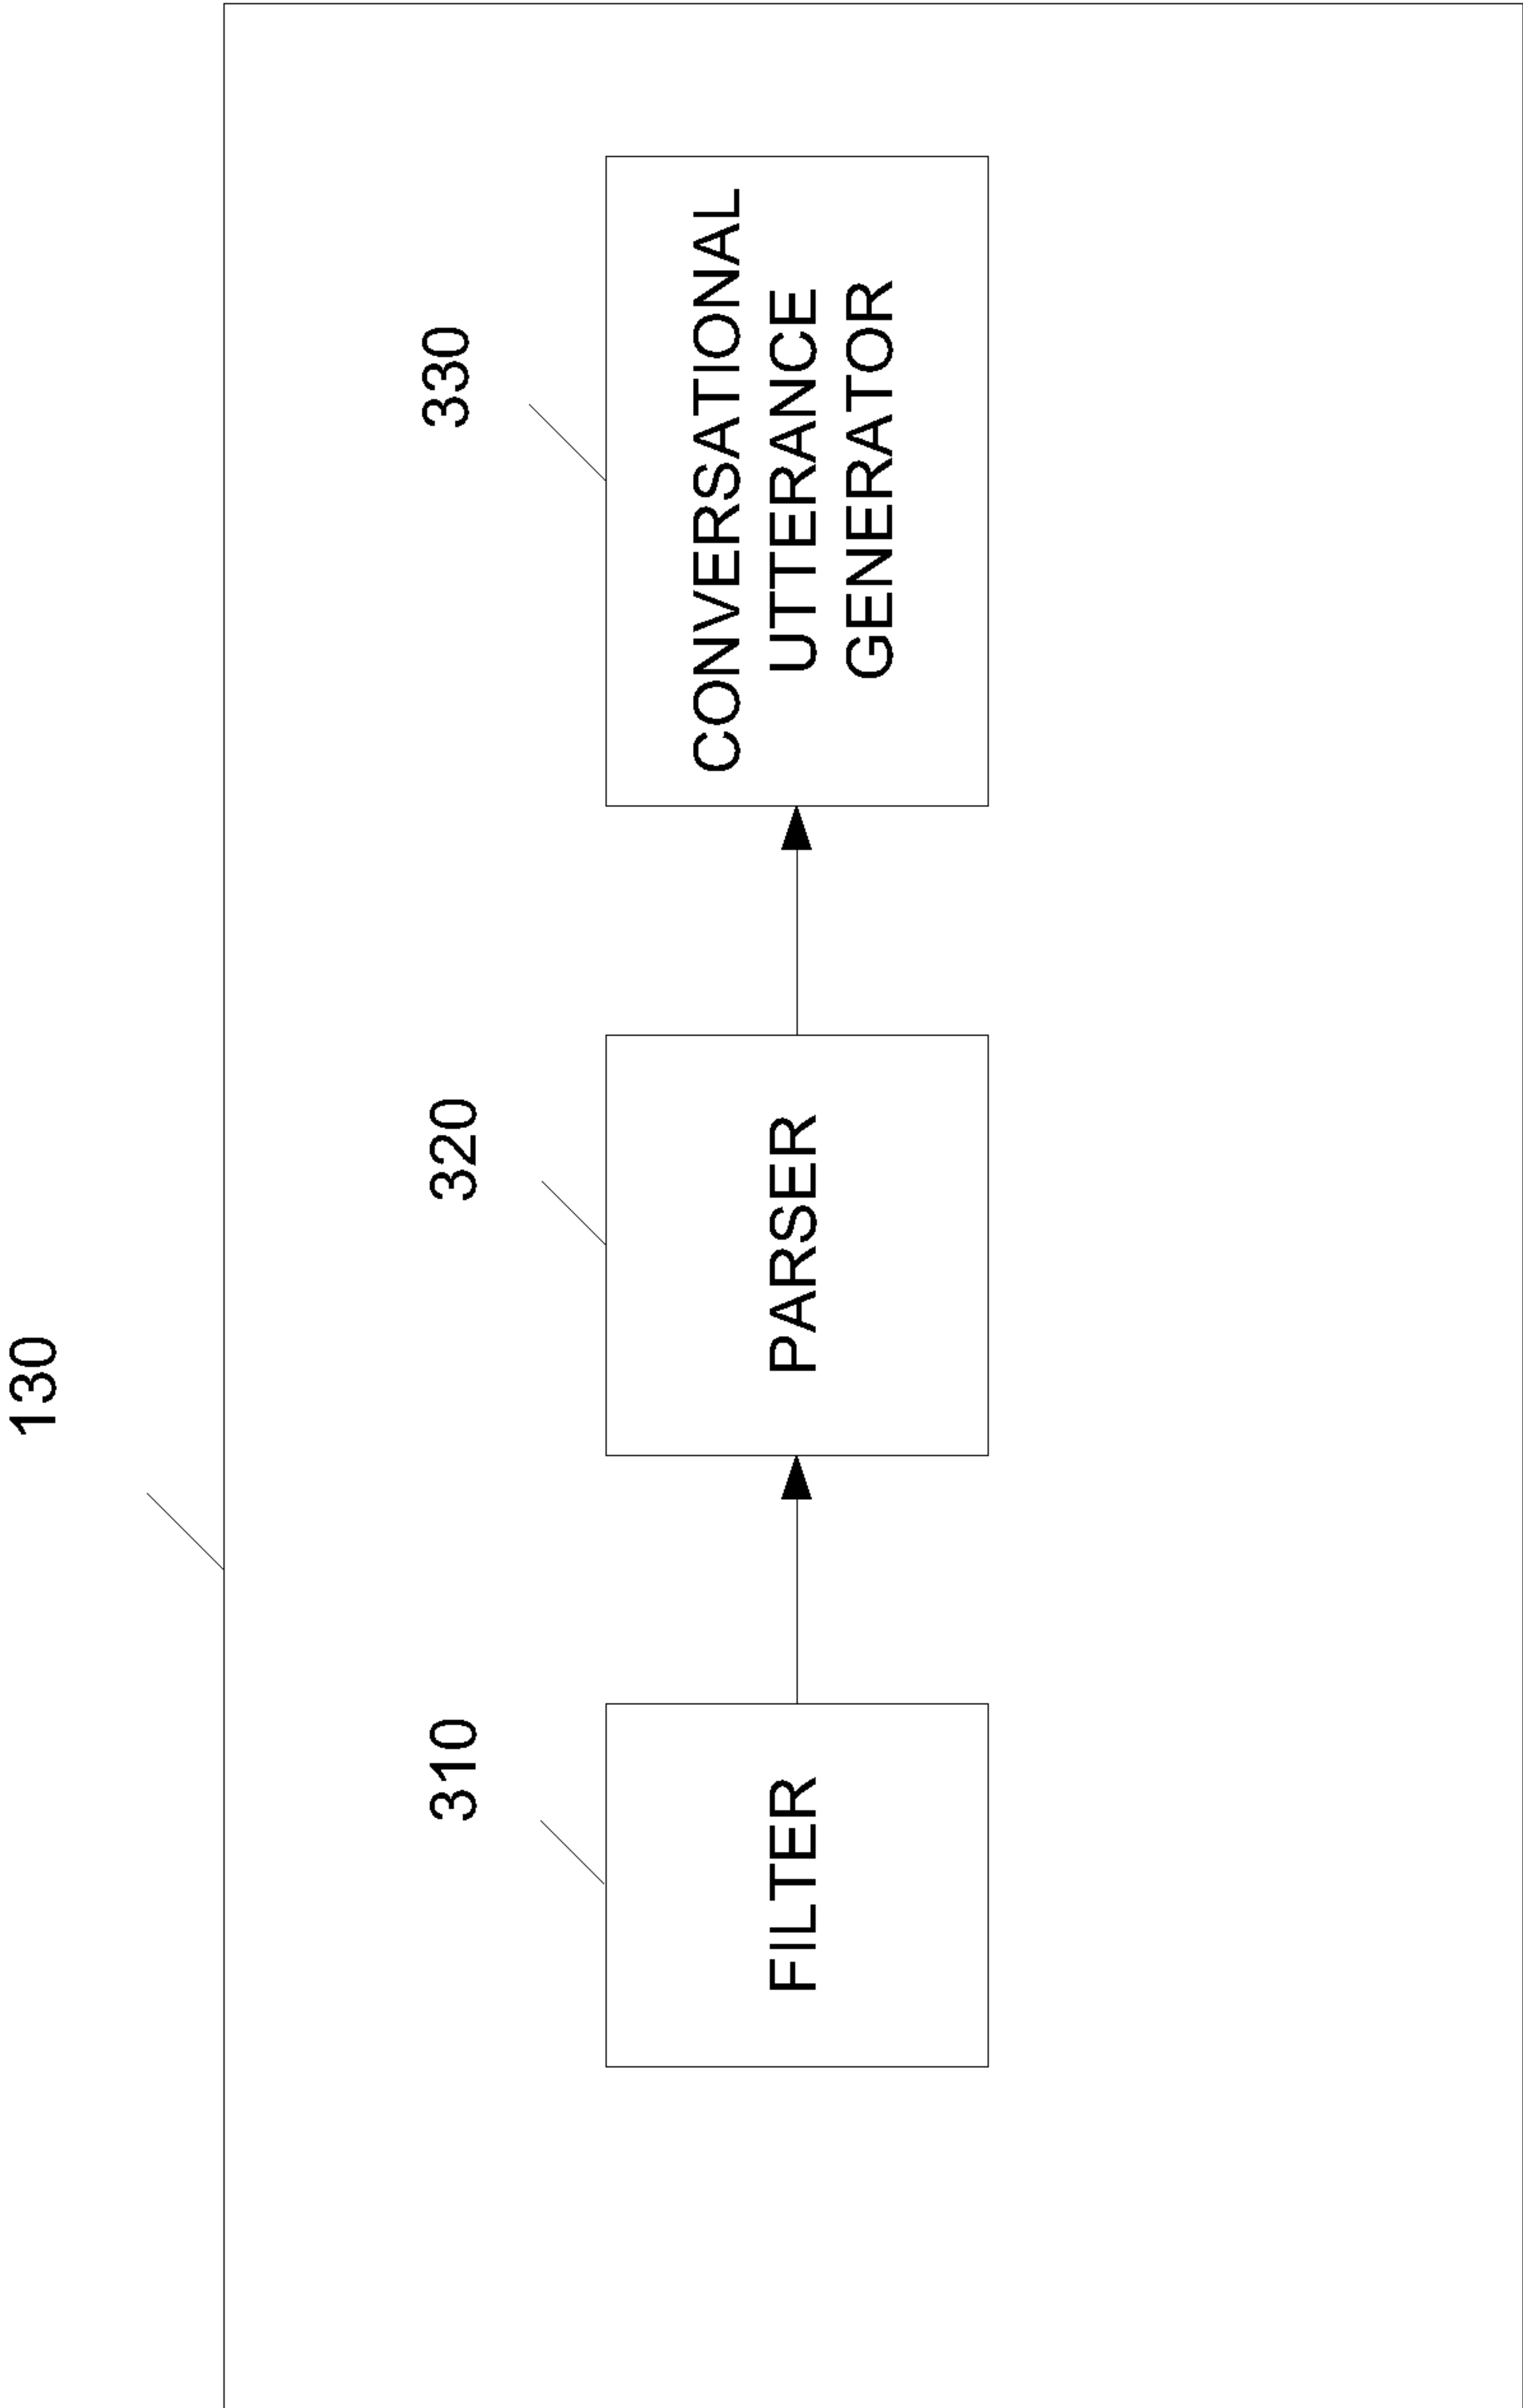 130
310
320
330
FILTER
PARSER
CONVERSATIONAL
UTTERANCE
GENERATOR